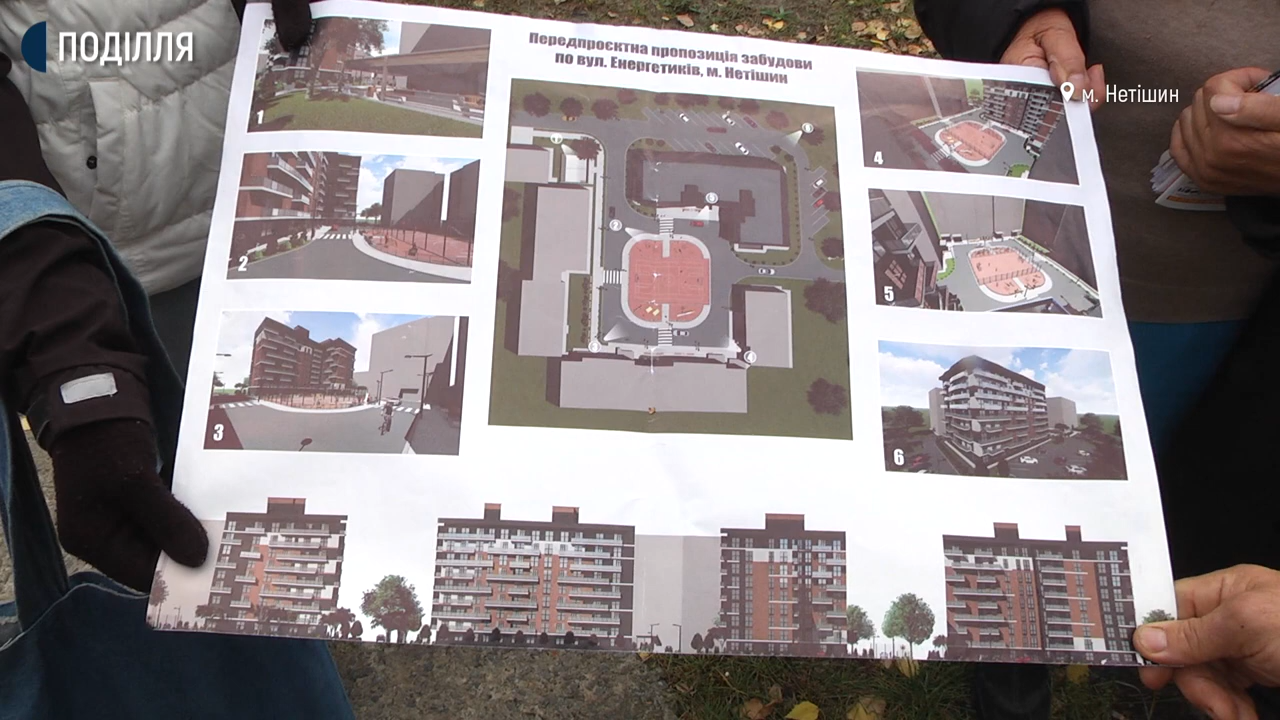 ПОДІЛЛЯ
м. Нетішин
Передпроєктна пропозиція забудови
по вул. Енергетиків, м. Нетішин
1
2
3
4
5
6